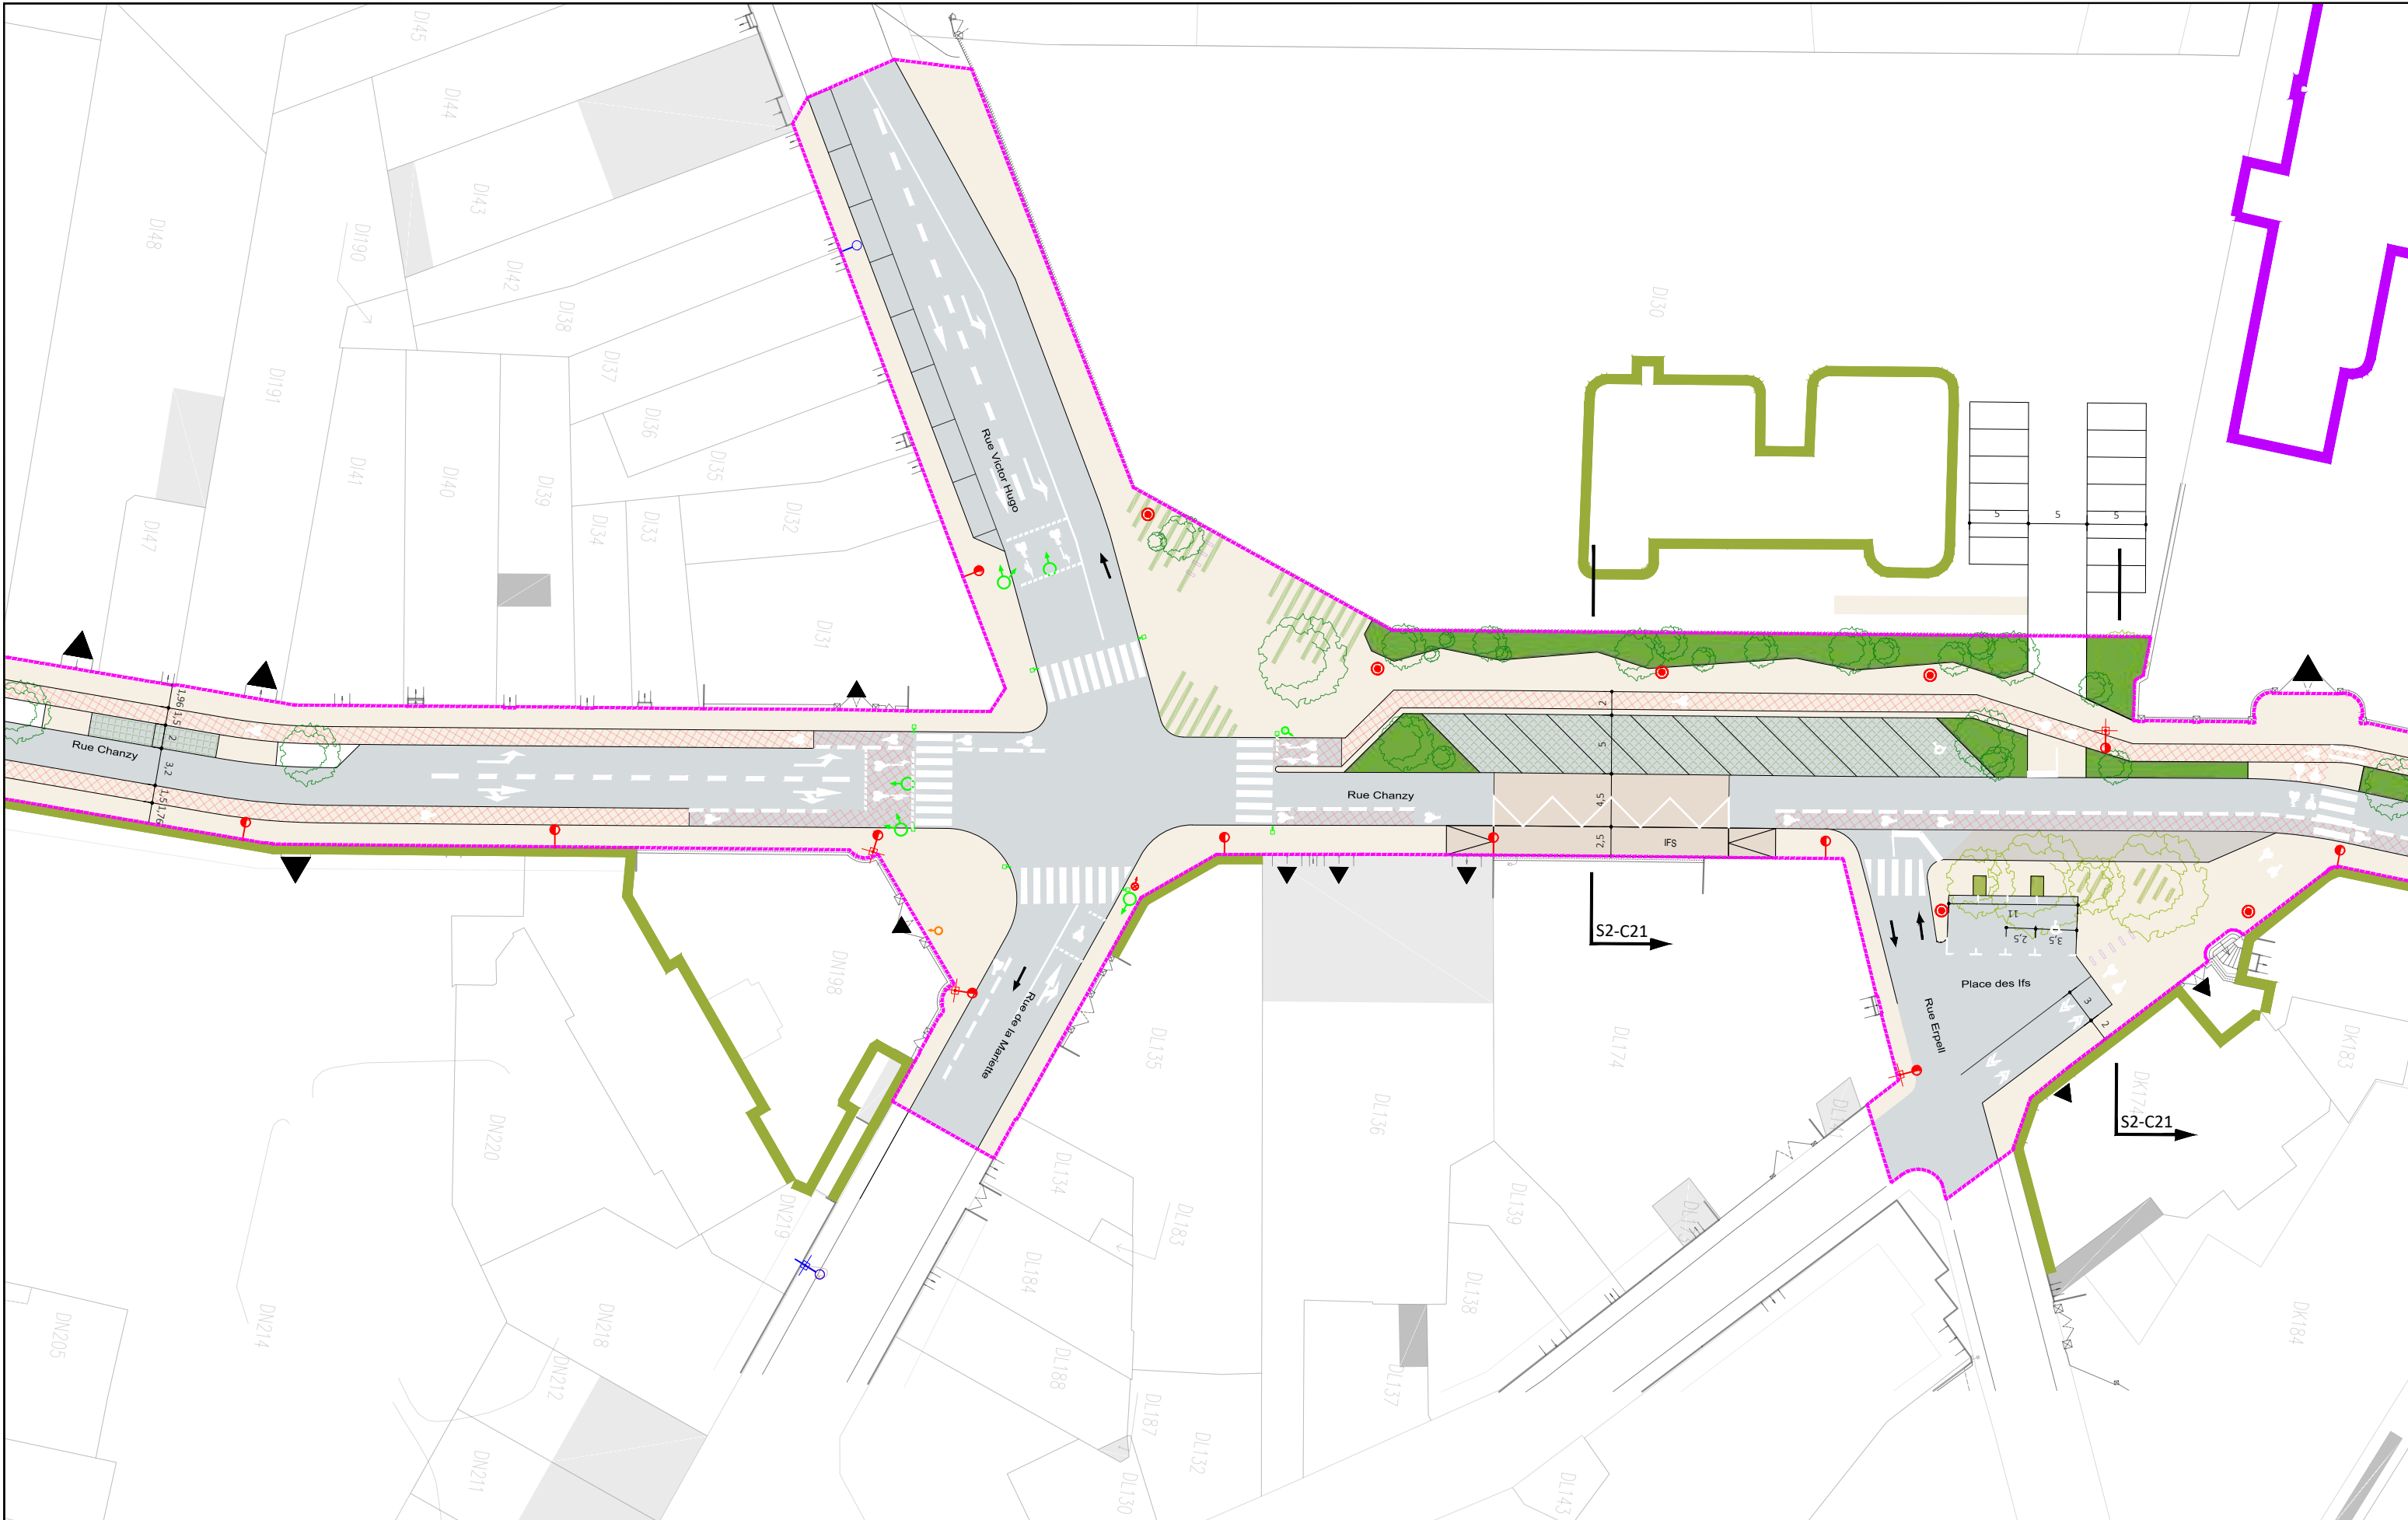 DI45
DI44
DI48
DI43
DI190
DI42
DI38
DI30
DI37
DI191
DI36
Rue Victor Hugo
DI41
DI40
DI39
DI35
DI47
DI34
DI33
DI32
5
5
5
DI31
1,96
1,5
2
Rue Chanzy
3,2
1,5
1,76
2
5
Rue Chanzy
4,5
2,5
IFS
S2-C21
11
2,5
3,5
Place des Ifs
3
2
DN198
Rue de la Mariette
Rue Erpell
DL135
DL174
DK183
DK174
DL136
S2-C21
DN220
DL134
DL183
DL139
DN219
DL184
DL138
DN205
DN214
DN218
DK184
DN212
DL188
DL137
DL187
DL132
DN211
DL130
DL143